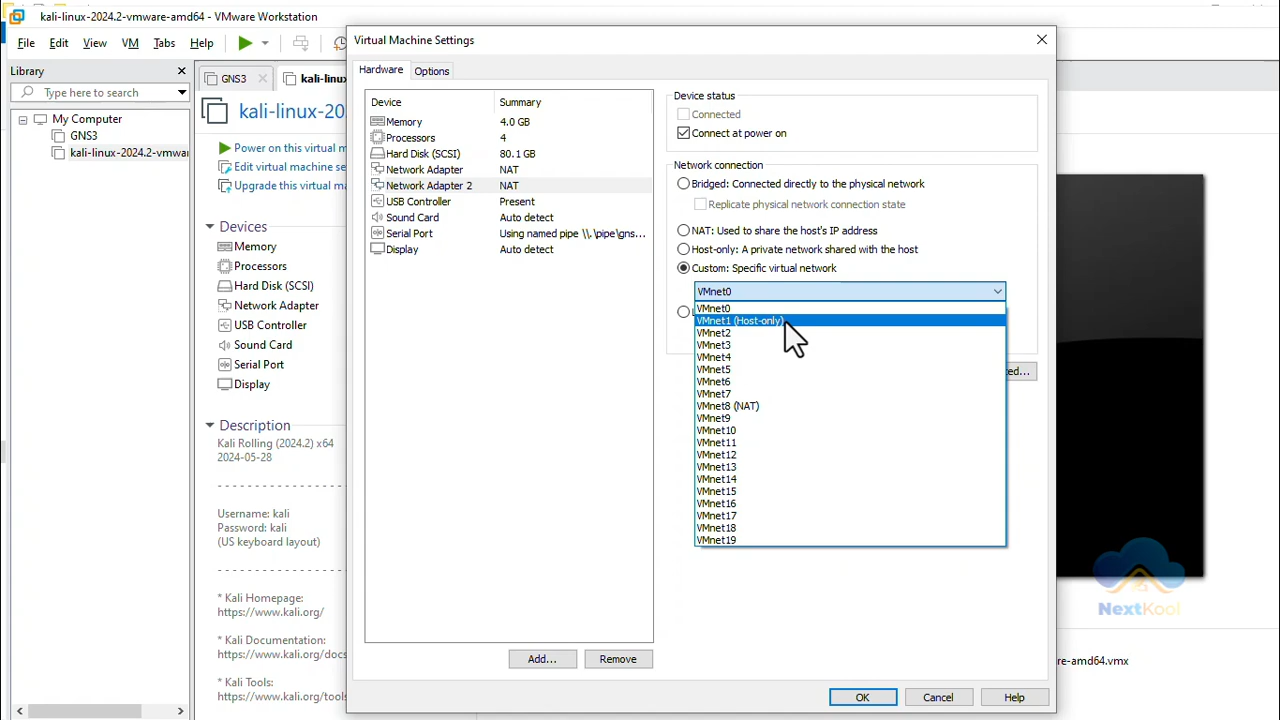 kali-linux-2024.2-vmware-amd64 - VMware Workstation
File Edit View VM Tabs Help
Library
Type here to search
My Computer
GNS3
kali-linux-2024.2-vmwa
GNS3
kali-linu
kali-linux-20
Power on this virtual m
Edit virtual machine se
Upgrade this virtual ma
Devices
Memory
Processors
Hard Disk (SCSI)
Network Adapter
USB Controller
Sound Card
Serial Port
Display
Description
Kali Rolling (2024.2) x64
2024-05-28
- - - - - - - - - - - - - - - - - -
Username: kali
Password: kali
(US keyboard layout)
- - - - - - - - - - - - - - - - - -
* Kali Homepage:
https://www.kali.org/
* Kali Documentation:
https://www.kali.org/docs
* Kali Tools:
https://www.kali.org/tools
Virtual Machine Settings
Hardware Options
Device Summary
Memory 4.0 GB
Processors 4
Hard Disk (SCSI) 80.1 GB
Network Adapter NAT
Network Adapter 2 NAT
USB Controller Present
Sound Card Auto detect
Serial Port Using named pipe \\.\pipe\gns...
Display Auto detect
Add... Remove
Device status
Connected
Connect at power on
Network connection
Bridged: Connected directly to the physical network
Replicate physical network connection state
NAT: Used to share the host's IP address
Host-only: A private network shared with the host
Custom: Specific virtual network
VMnet0
VMnet0
VMnet1 (Host-only)
VMnet2
VMnet3
VMnet4
VMnet5
VMnet6
VMnet7
VMnet8 (NAT)
VMnet9
VMnet10
VMnet11
VMnet12
VMnet13
VMnet14
VMnet15
VMnet16
VMnet17
VMnet18
VMnet19
ed...
OK Cancel Help
NextKool
re-amd64.vmx